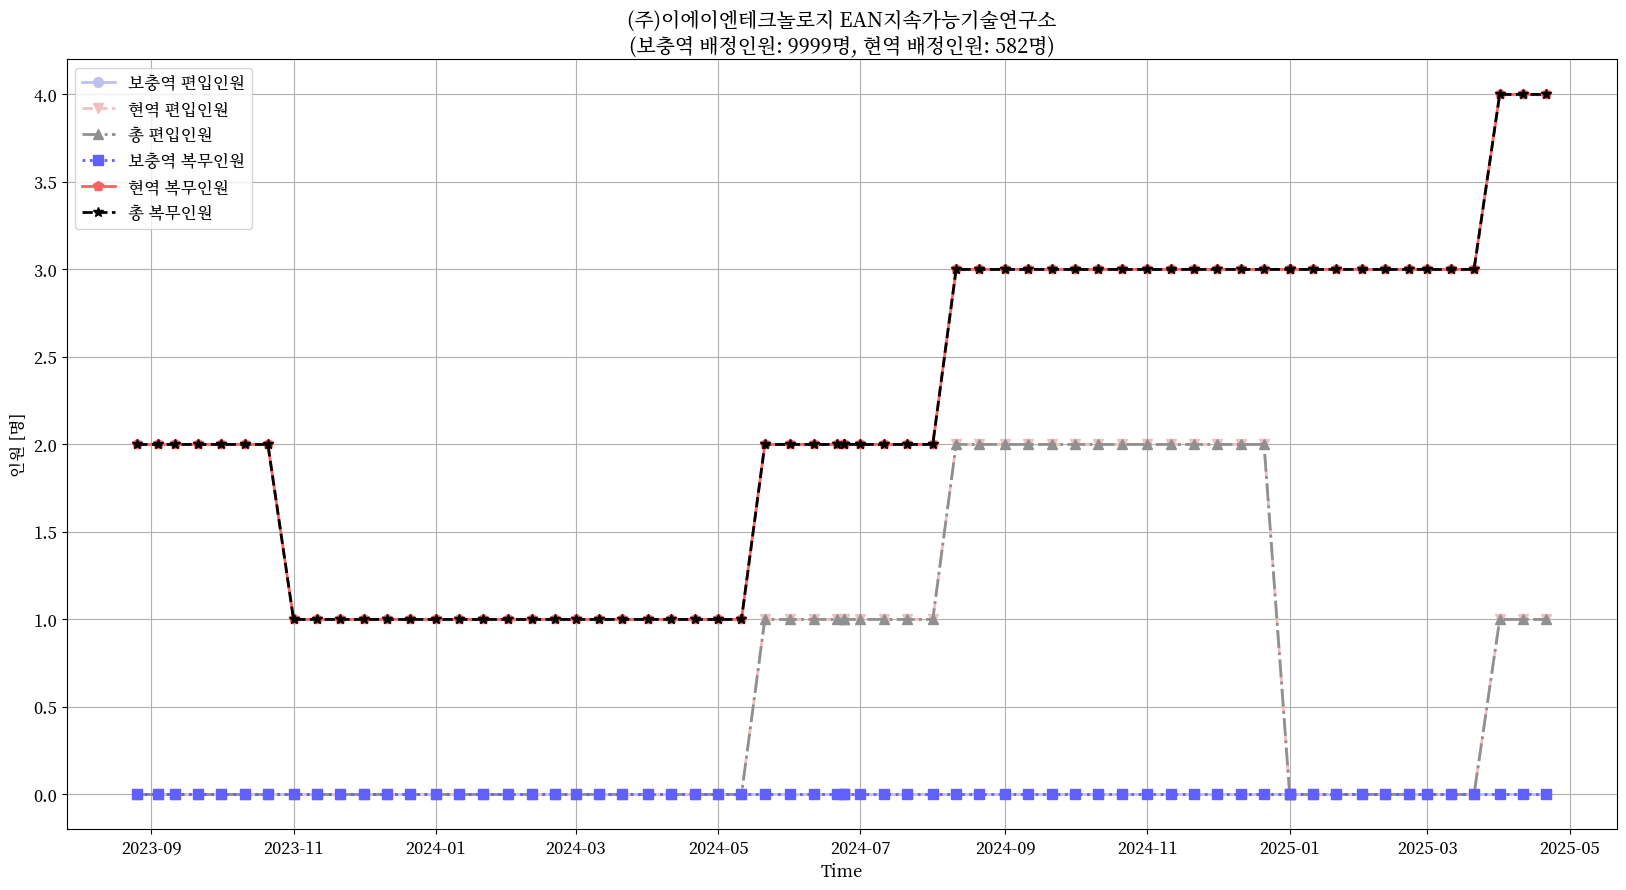 (주)이에이엔테크놀로지 EAN지속가능기술연구소
(보충역 배정인원: 9999명, 현역 배정인원: 582명)
보충역 편입인원
현역 편입인원
총 편입인원
보충역 복무인원
현역 복무인원
총 복무인원
인원 [명]
4.0
3.5
3.0
2.5
2.0
1.5
1.0
0.5
0.0
2023-09 2023-11 2024-01 2024-03 2024-05 2024-07 2024-09 2024-11 2025-01 2025-03 2025-05
Time